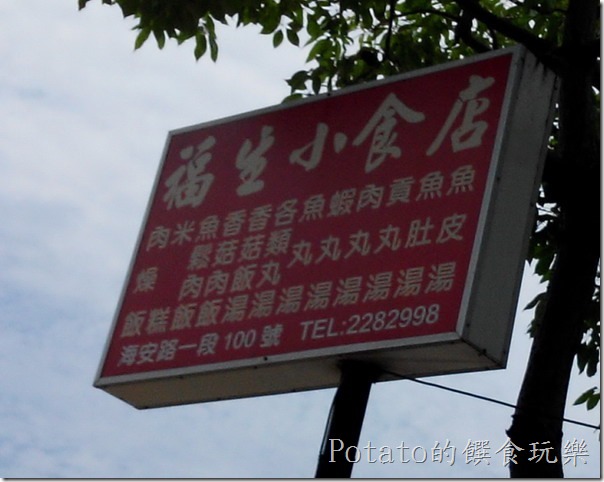 福生小食店
肉燥飯
米糕
魚鬆肉飯
香菇肉飯
香菇飯湯
各類丸湯
魚丸湯
蝦丸湯
肉丸湯
貢丸湯
魚肚湯
魚皮湯
海安路一段100號 TEL:2282998
Potato的饌食玩樂